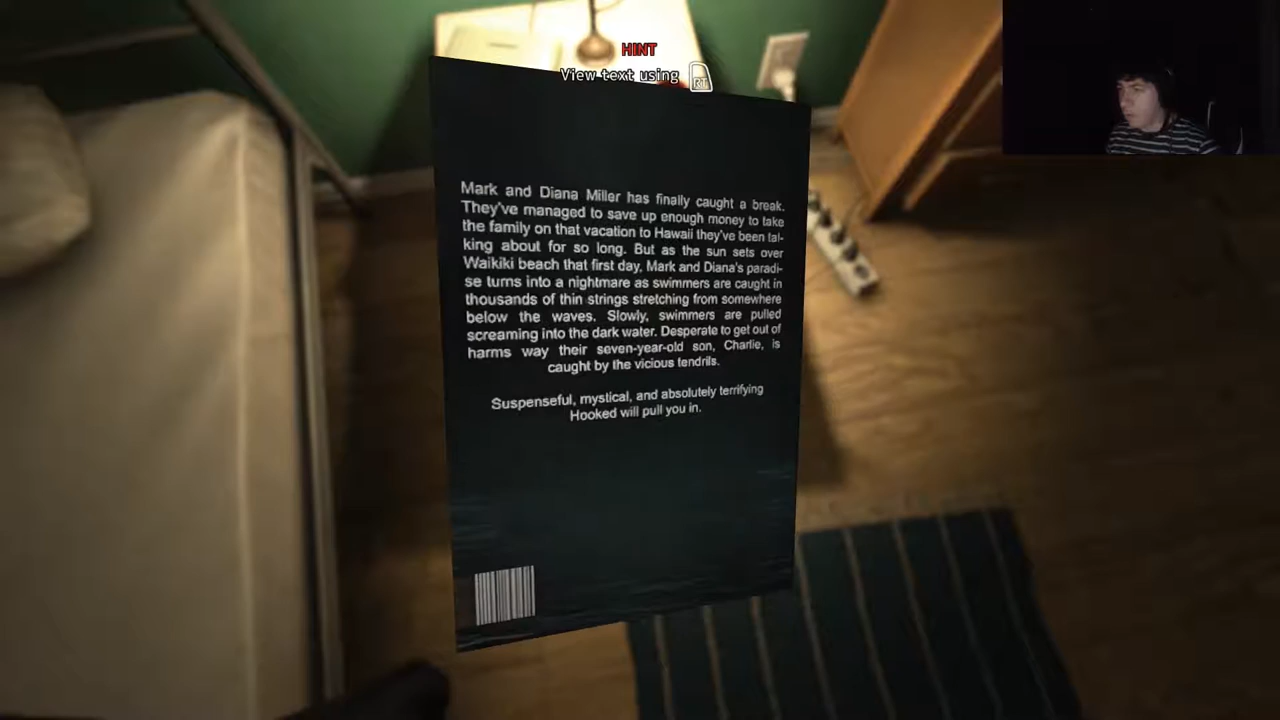 HINT
View text using RT
Mark and Diana Miller has finally caught a break.
They've managed to save up enough money to take
the family on that vacation to Hawaii they've been tal-
king about for so long. But as the sun sets over
Waikiki beach that first day, Mark and Diana's paradi-
se turns into a nightmare as swimmers are caught in
thousands of thin strings stretching from somewhere
below the waves. Slowly, swimmers are pulled
screaming into the dark water. Desperate to get out of
harms way their seven-year-old son, Charlie, is
caught by the vicious tendrils.
Suspenseful, mystical, and absolutely terrifying
Hooked will pull you in.